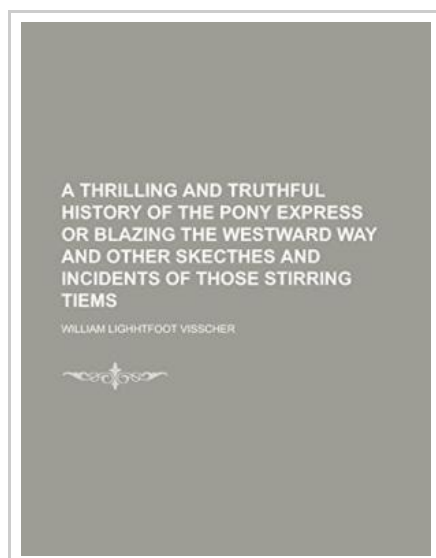 A THRILLING AND TRUTHFUL
HISTORY OF THE PONY EXPRESS
OR BLAZING THE WESTWARD WAY
AND OTHER SKECTHES AND
INCIDENTS OF THOSE STIRRING
TIEMS
WILLIAM LIGHHTFOOT VISSCHER